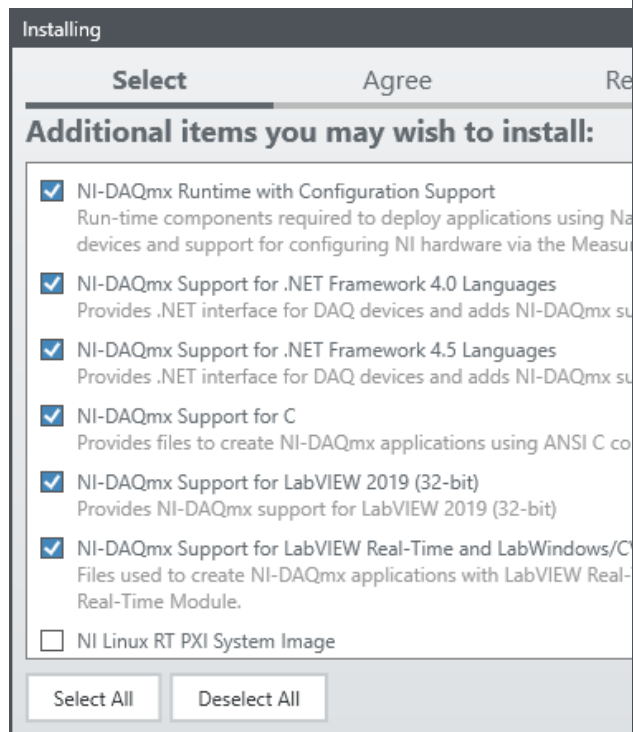 Installing
Select Agree Re
Additional items you may wish to install:
NI-DAQmx Runtime with Configuration Support
Run-time components required to deploy applications using Na
devices and support for configuring NI hardware via the Measu
NI-DAQmx Support for .NET Framework 4.0 Languages
Provides .NET interface for DAQ devices and adds NI-DAQmx su
NI-DAQmx Support for .NET Framework 4.5 Languages
Provides .NET interface for DAQ devices and adds NI-DAQmx su
NI-DAQmx Support for C
Provides files to create NI-DAQmx applications using ANSI C co
NI-DAQmx Support for LabVIEW 2019 (32-bit)
Provides NI-DAQmx support for LabVIEW 2019 (32-bit)
NI-DAQmx Support for LabVIEW Real-Time and LabWindows/CV
Files used to create NI-DAQmx applications with LabVIEW Real-
Real-Time Module.
NI Linux RT PXI System Image
Select All Deselect All